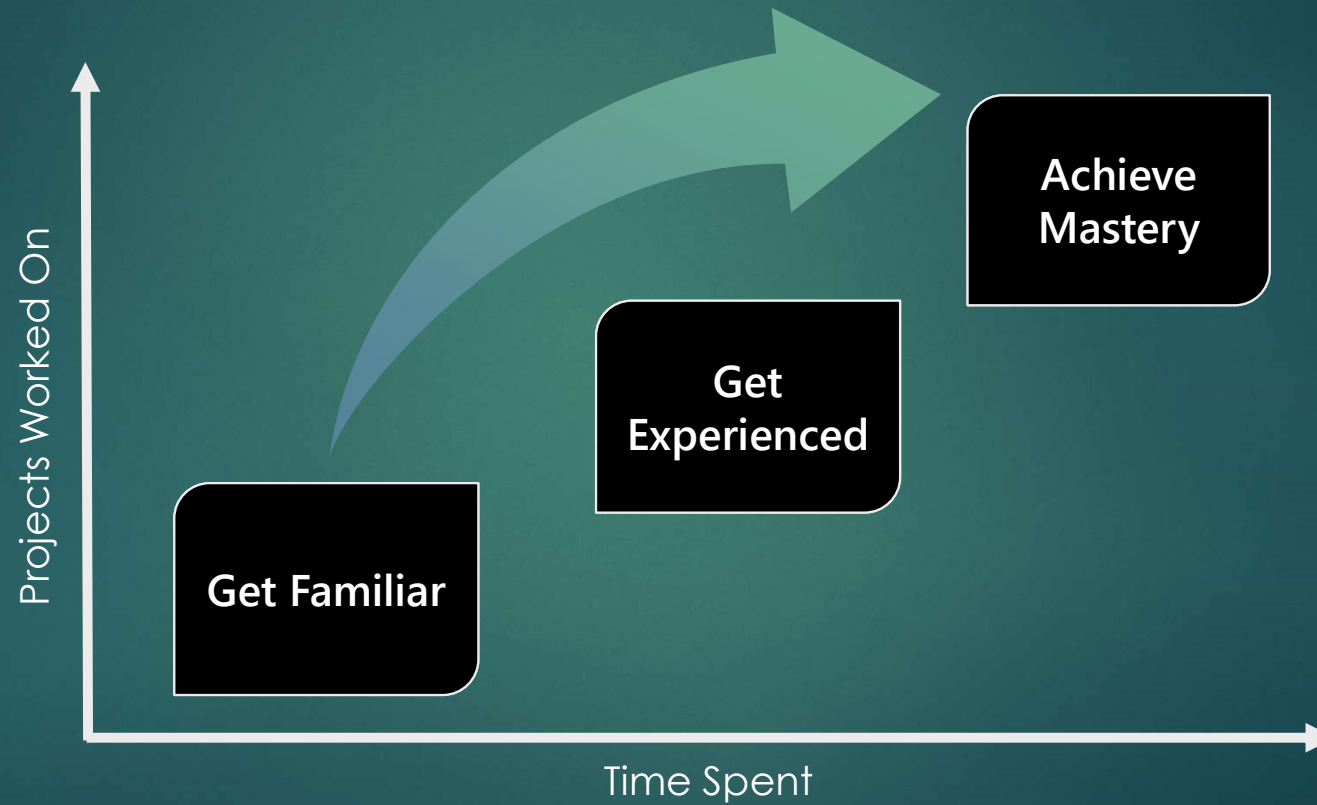 Projects Worked On
Get Familiar
Get
Experienced
Achieve
Mastery
Time Spent